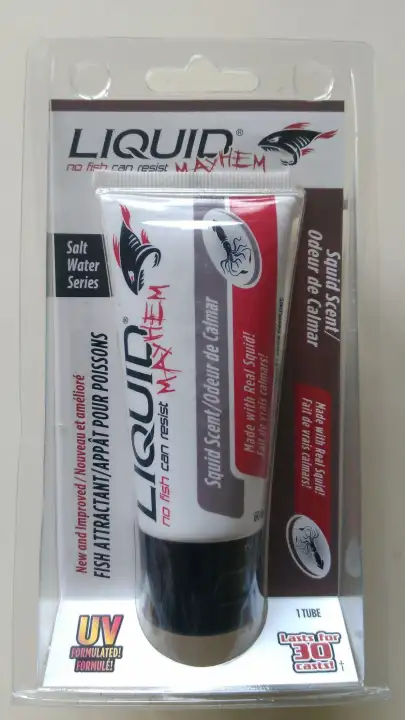 LIQUID®
MAYHEM
no fish can resist
Salt
Water
Series
Squid Scent/
Odeur de Calmar
Made with Real Squid!
Fait de vrais calmars!
New and Improved / Nouveau et amélioré
FISH ATTRACTANT/APPÂT POUR POISSONS
LIQUID®
MAYHEM
no fish can resist
Squid Scent/Odeur de Calmar
Made with Real Squid!
Fait de vrais calmars!
UV
FORMULATED!
FORMULÉ!
1 TUBE
Lasts for
30
casts!†